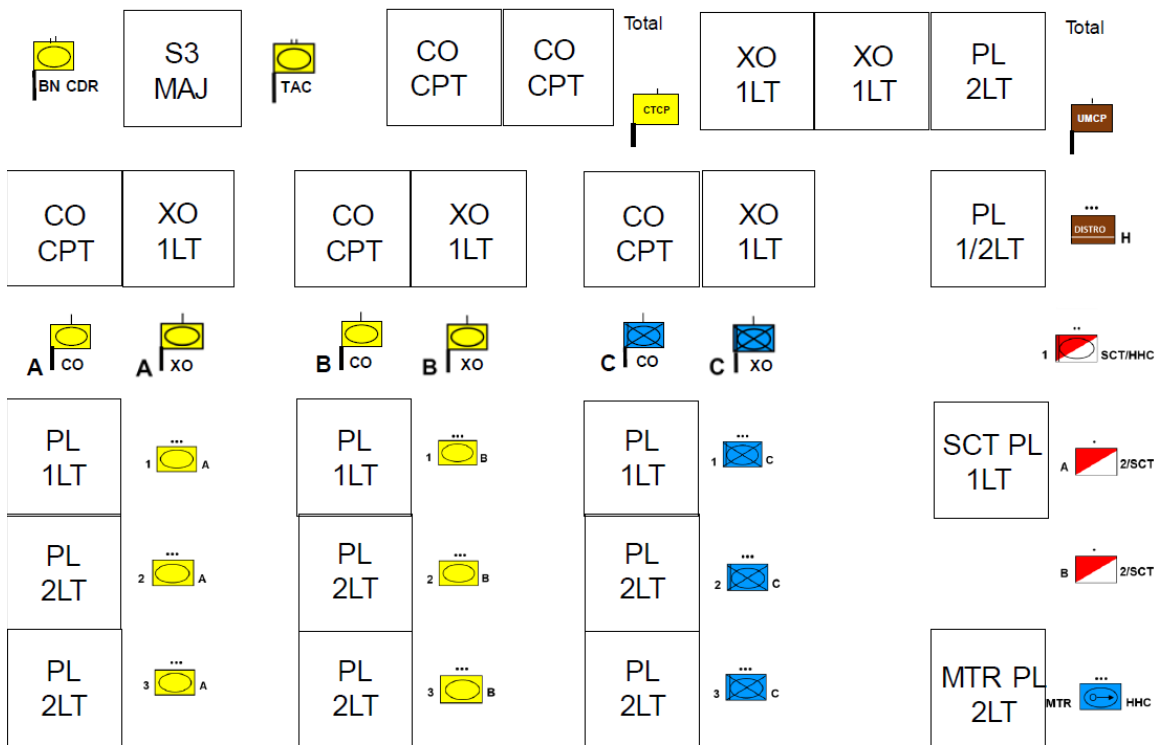 BN CDR
S3
MAJ
TAC
CO
CPT
CO
CPT
Total
CTCP
XO
1LT
XO
1LT
PL
2LT
Total
UMCP
CO
CPT
XO
1LT
CO
CPT
XO
1LT
CO
CPT
XO
1LT
PL
1/2LT
DISTRO H
A CO
A XO
B CO
B XO
C CO
C XO
1 SCT/HHC
PL
1LT
1 A
PL
1LT
1 B
PL
1LT
1 C
SCT PL
1LT
A 2/SCT
PL
2LT
2 A
PL
2LT
2 B
PL
2LT
2 C
B 2/SCT
PL
2LT
3 A
PL
2LT
3 B
PL
2LT
3 C
MTR PL
2LT
MTR HHC